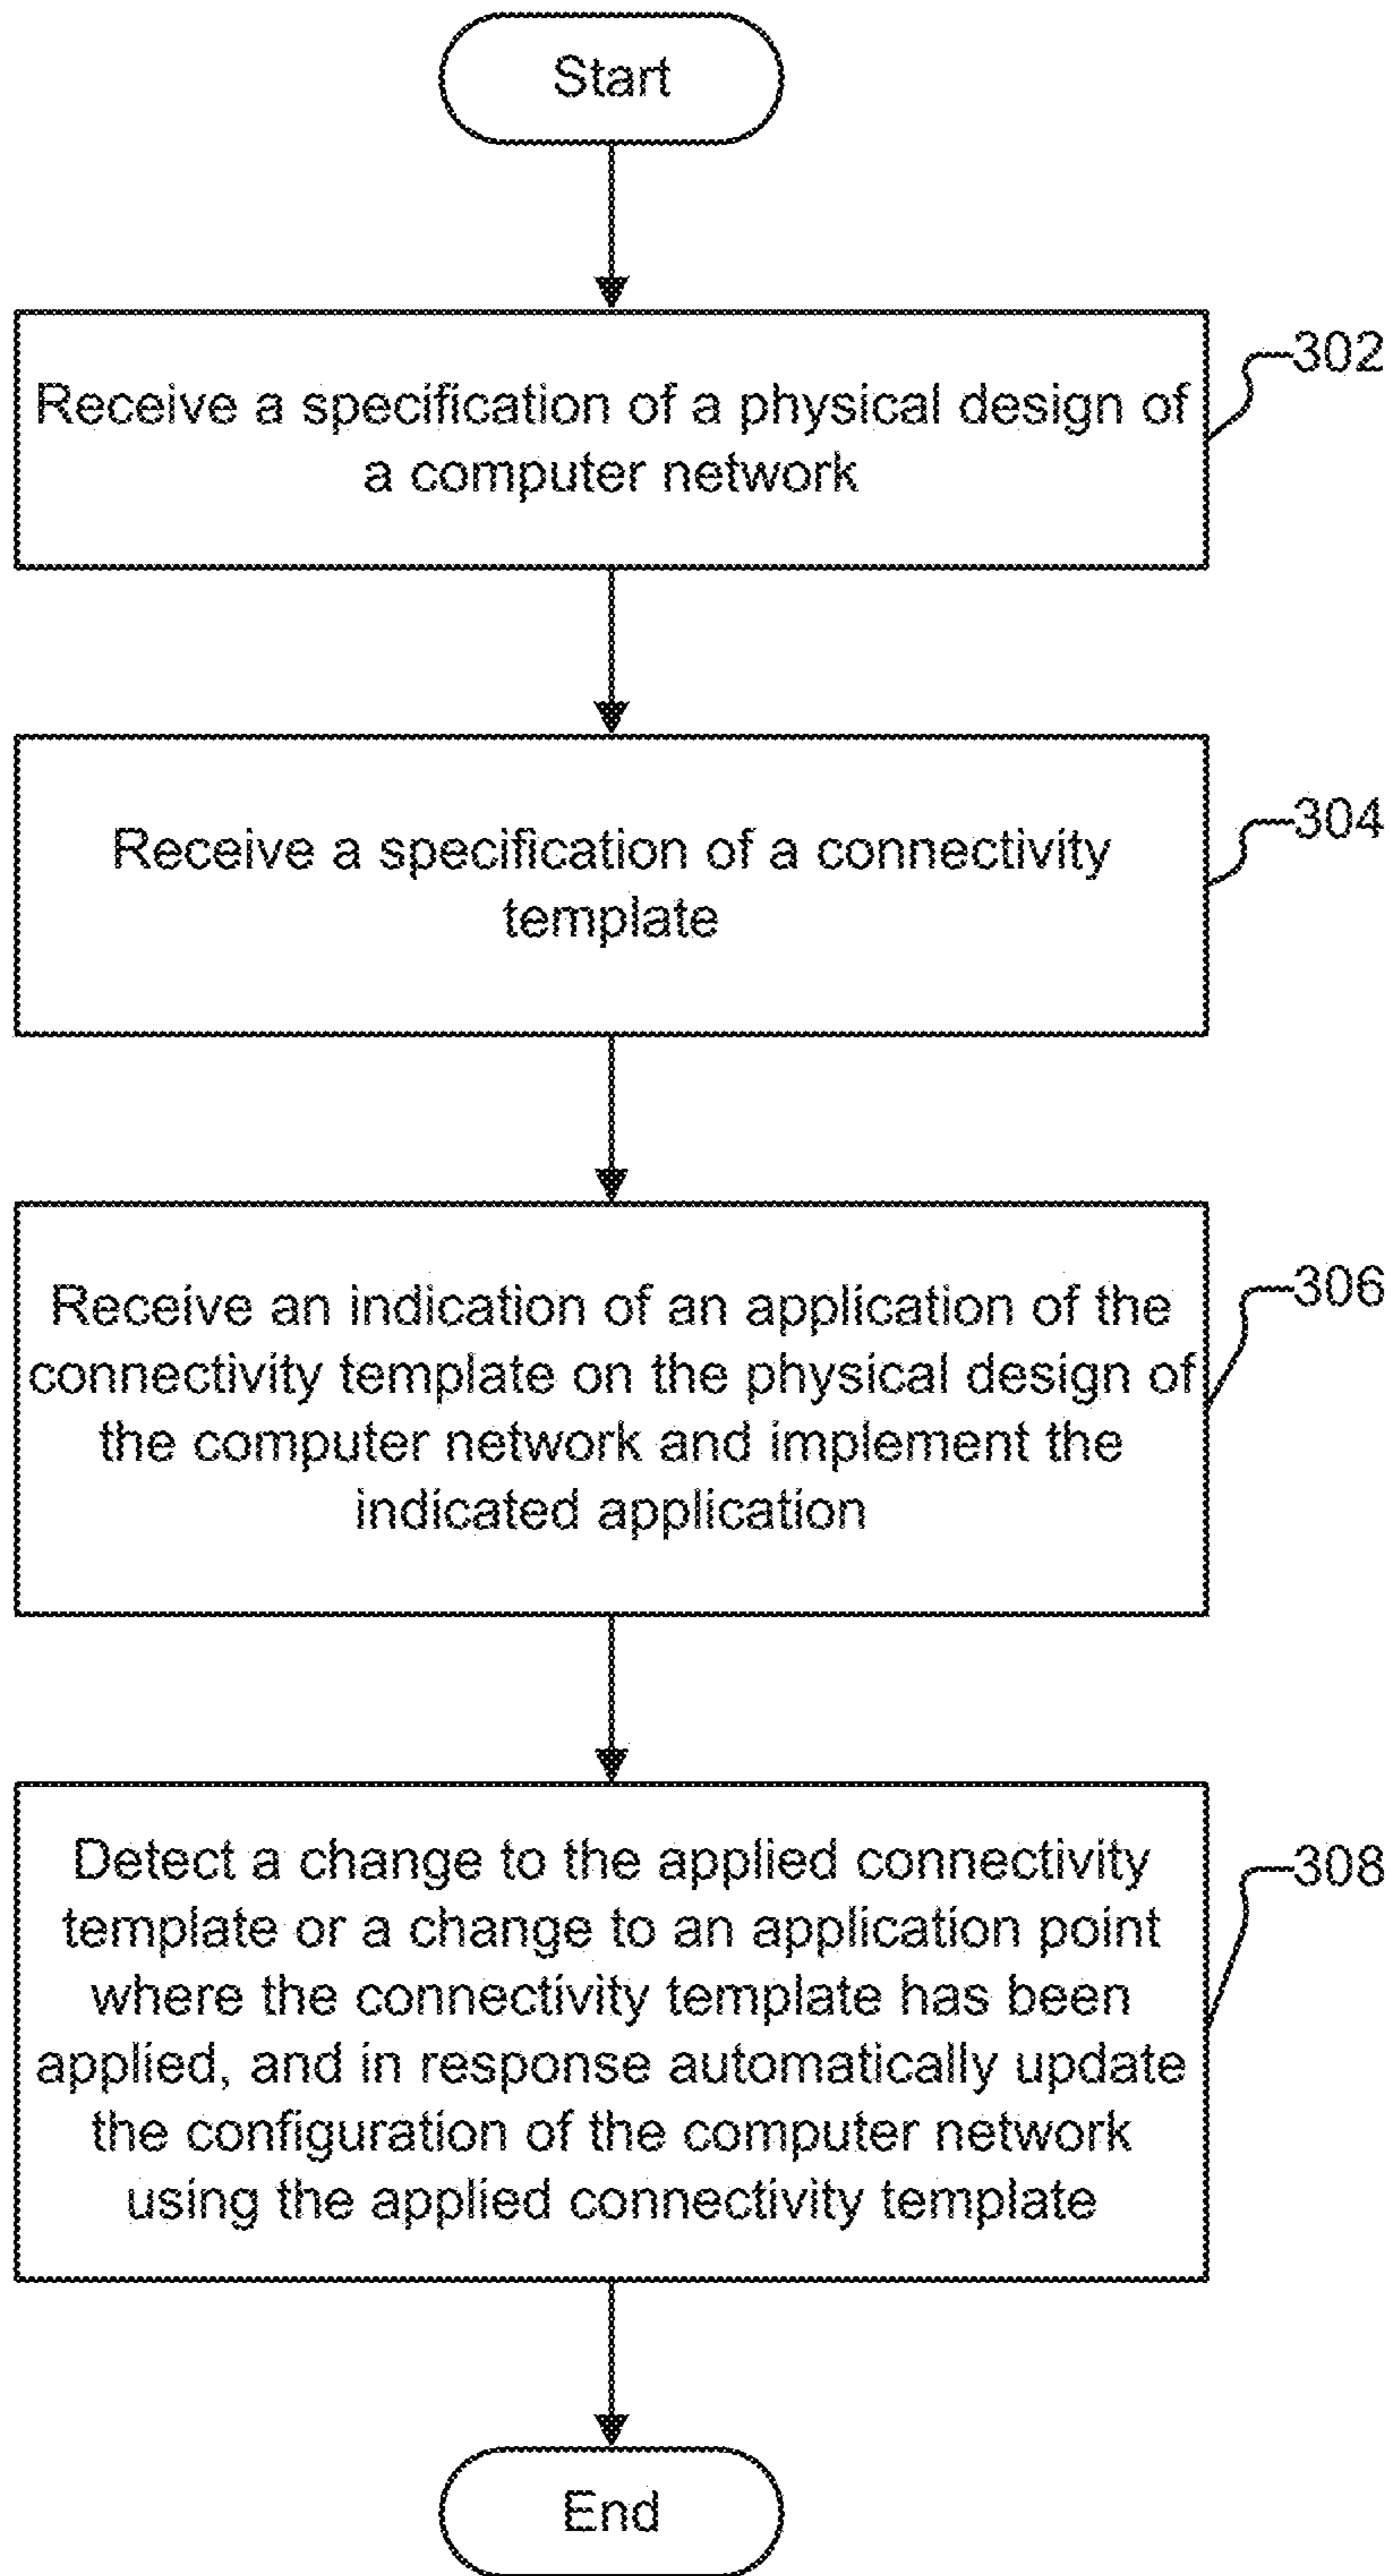 Start
Receive a specification of a physical design of
a computer network
302
Receive a specification of a connectivity
template
304
Receive an indication of an application of the
connectivity template on the physical design of
the computer network and implement the
indicated application
306
Detect a change to the applied connectivity
template or a change to an application point
where the connectivity template has been
applied, and in response automatically update
the configuration of the computer network
using the applied connectivity template
308
End